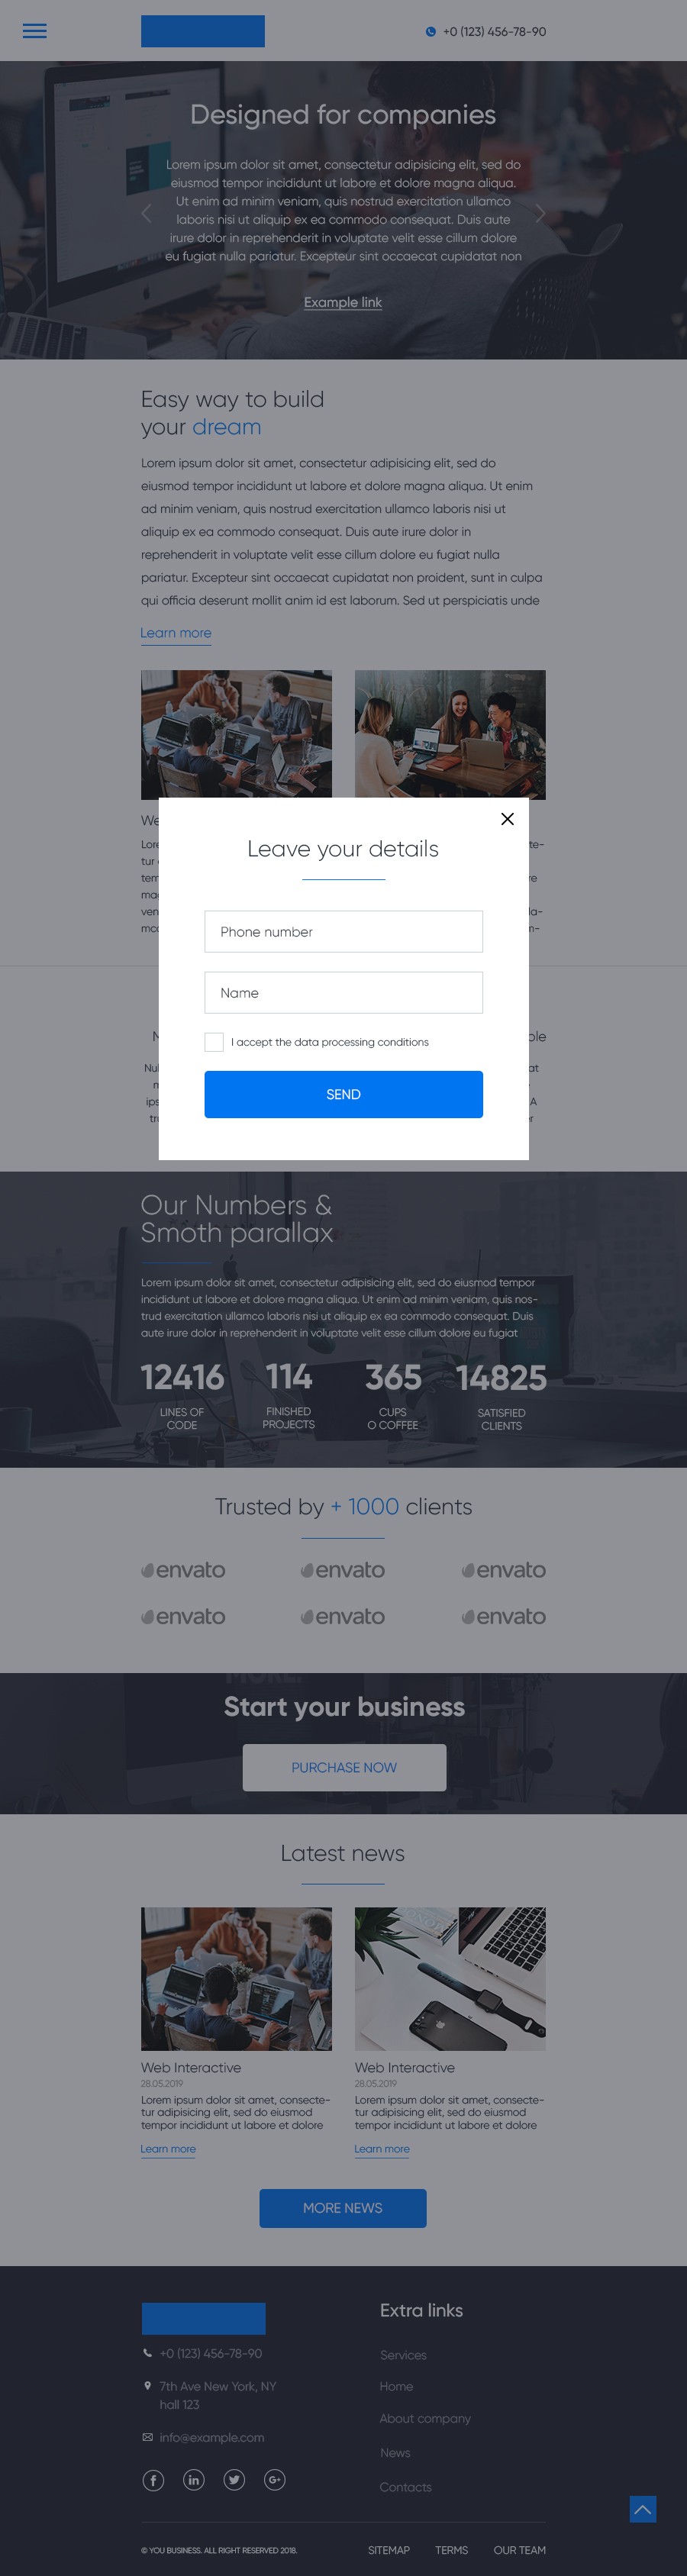 +0 (123) 456-78-90
Designed for companies
Lorem ipsum dolor sit amet, consectetur adipisicing elit, sed do
eiusmod tempor incididunt ut labore et dolore magna aliqua.
Ut enim ad minim veniam, quis nostrud exercitation ullamco
laboris nisi ut aliquip ex ea commodo consequat. Duis aute
irure dolor in reprehenderit in voluptate velit esse cillum dolore
eu fugiat nulla pariatur. Excepteur sint occaecat cupidatat non
Example link
Easy way to build
your dream
Lorem ipsum dolor sit amet, consectetur adipisicing elit, sed do
eiusmod tempor incididunt ut labore et dolore magna aliqua. Ut enim
ad minim veniam, quis nostrud exercitation ullamco laboris nisi ut
aliquip ex ea commodo consequat. Duis aute irure dolor in
reprehenderit in voluptate velit esse cillum dolore eu fugiat nulla
pariatur. Excepteur sint occaecat cupidatat non proident, sunt in culpa
qui officia deserunt mollit anim id est laborum. Sed ut perspiciatis unde
Learn more
Leave your details
Phone number
Name
I accept the data processing conditions
SEND
Our Numbers &
Smoth parallax
Lorem ipsum dolor sit amet, consectetur adipisicing elit, sed do eiusmod tempor
incididunt ut labore et dolore magna aliqua. Ut enim ad minim veniam, quis nos-
trud exercitation ullamco laboris nisi ut aliquip ex ea commodo consequat. Duis
aute irure dolor in reprehenderit in voluptate velit esse cillum dolore eu fugiat
12416 114 365 14825
LINES OF FINISHED CUPS SATISFIED
CODE PROJECTS O COFFEE CLIENTS
Trusted by + 1000 clients
envato envato envato
envato envato envato
MORE.
Start your business
PURCHASE NOW
Latest news
Web Interactive
28.05.2019
Lorem ipsum dolor sit amet, consecte-
tur adipisicing elit, sed do eiusmod
tempor incididunt ut labore et dolore
Learn more
Web Interactive
28.05.2019
Lorem ipsum dolor sit amet, consecte-
tur adipisicing elit, sed do eiusmod
tempor incididunt ut labore et dolore
Learn more
MORE NEWS
+0 (123) 456-78-90
7th Ave New York, NY
hall 123
info@example.com
Extra links
Services
Home
About company
News
Contacts
© YOU BUSINESS. ALL RIGHT RESERVED 2018.
SITEMAP TERMS OUR TEAM